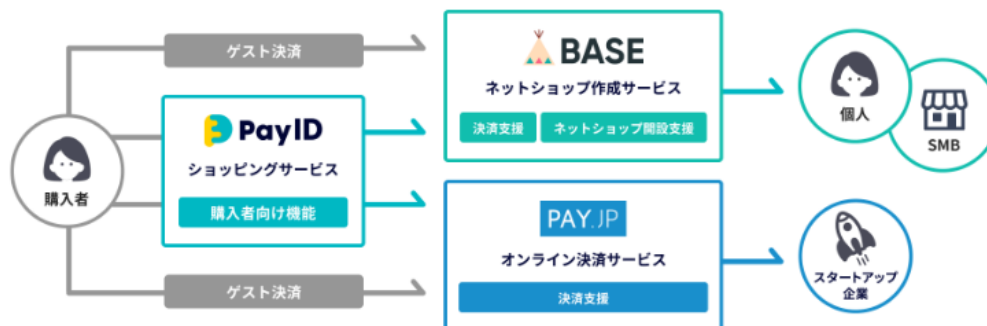 ゲスト決済
BASE
ネットショップ作成サービス
決済支援
ネットショップ開設支援
個人
SMB
購入者
PayID
ショッピングサービス
購入者向け機能
PAY.JP
オンライン決済サービス
決済支援
スタートアップ
企業
ゲスト決済